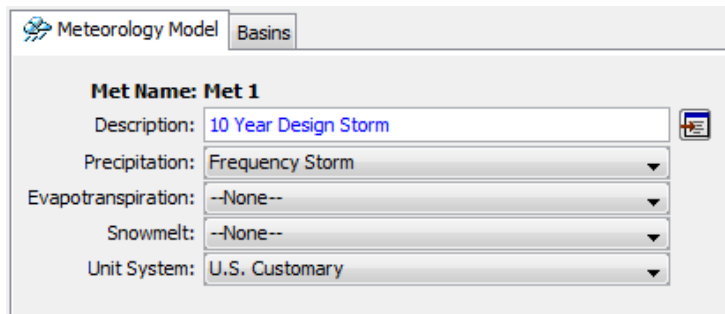 Meteorology Model Basins
Met Name: Met 1
Description: 10 Year Design Storm
Precipitation: Frequency Storm
Evapotranspiration: --None--
Snowmelt: --None--
Unit System: U.S. Customary